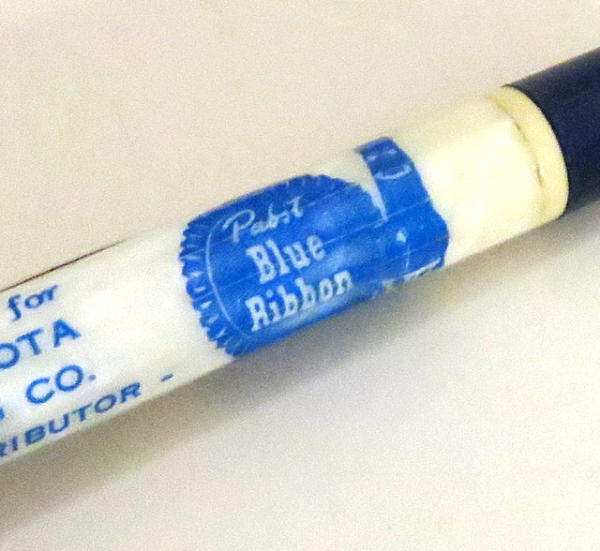 for
OTA
CO.
RIBUTOR -
Pabst
Blue
Ribbon